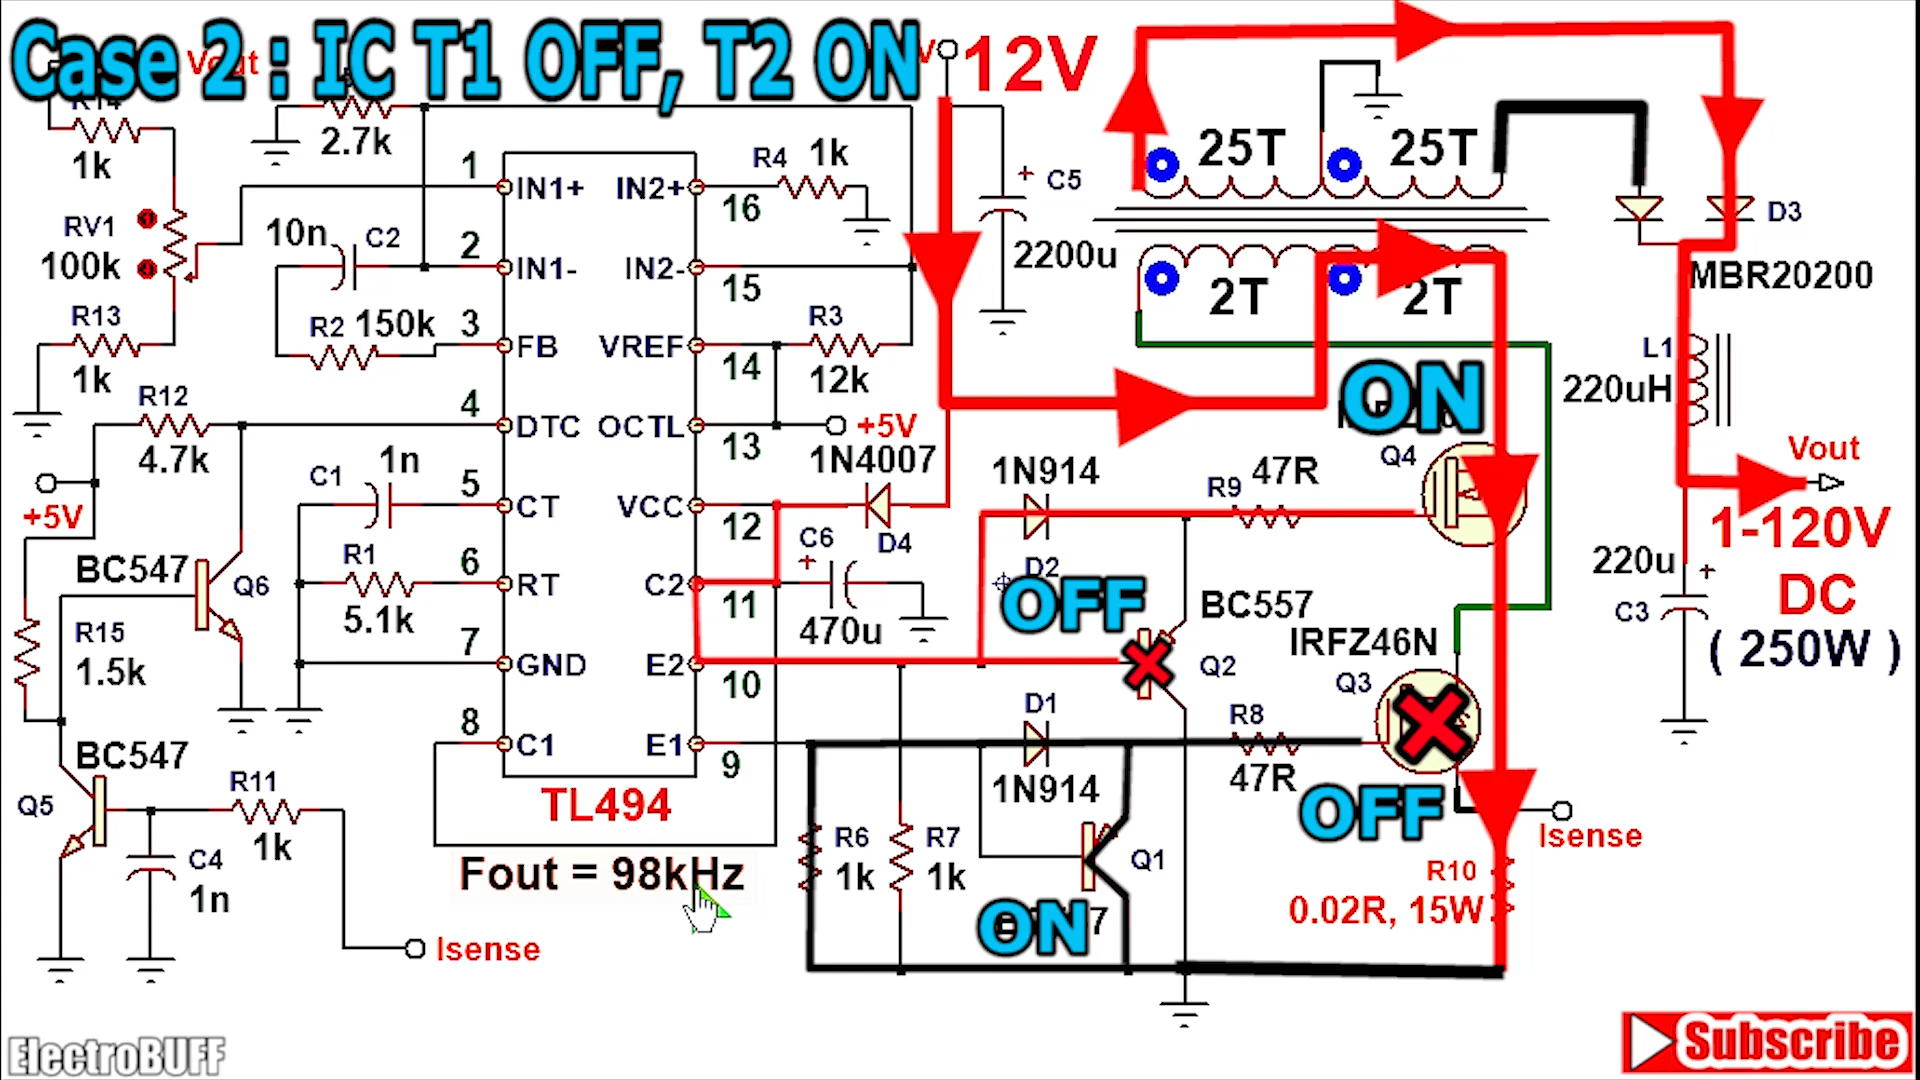 Case 2 : IC T1 OFF, T2 ON
Vout
12V
R14
1k
2.7k
R4
1k
C5
2200u
25T
25T
1
IN1+
IN2+
16
RV1
100k
10n
C2
2
IN1-
IN2-
15
2T
2T
D3
MBR20200
R13
1k
R2
150k
3
FB
VREF
14
R3
12k
L1
220uH
R12
4.7k
4
DTC
OCTL
13
+5V
ON
Q4
Vout
1-120V
DC
( 250W )
+5V
C1
1n
5
CT
VCC
12
1N4007
D4
1N914
D2
R9
47R
BC547
Q6
R1
5.1k
6
RT
C2
11
C6
470u
OFF
BC557
Q2
220u
C3
R15
1.5k
7
GND
E2
10
IRFZ46N
Q3
BC547
Q5
8
C1
E1
9
D1
1N914
R8
47R
OFF
Isense
R11
1k
C4
1n
TL494
Fout = 98kHz
R6
1k
R7
1k
Q1
ON
7
R10
0.02R, 15W
Isense
ElectroBUFF
Subscribe